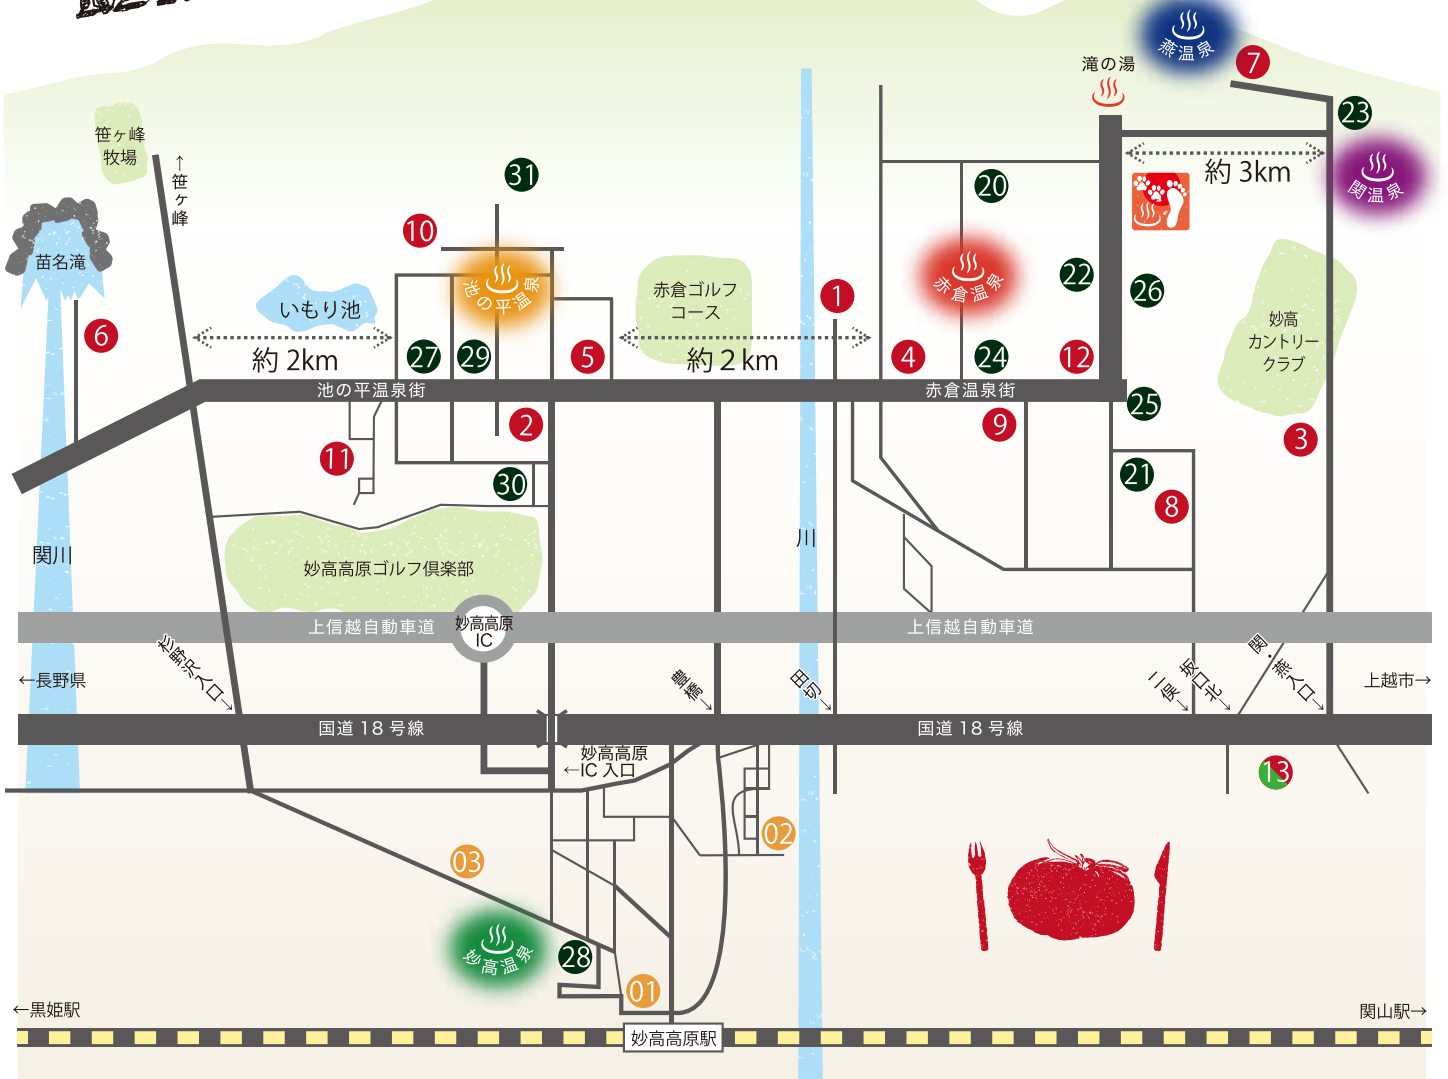 燕温泉
7
滝の湯
23
笹ヶ峰
牧場
↑笹ヶ峰
31
約 3km
関温泉
20
10
苗名滝
池の平温泉
赤倉温泉
22
26
いもり池
赤倉ゴルフ
コース
1
6
妙高
カントリー
クラブ
約 2km
27
29
5
約 2 km
4
24
12
池の平温泉街
赤倉温泉街
25
2
9
3
11
30
21
8
関川
川
妙高高原ゴルフ倶楽部
上信越自動車道
妙高高原
IC
上信越自動車道
←長野県
杉野沢入口→
豊橋→
田切→
二俣→
坂口北→
関・燕入口→
上越市→
国道 18 号線
国道 18 号線
妙高高原
←IC 入口
13
02
03
妙高温泉
28
01
←黒姫駅
関山駅→
妙高高原駅